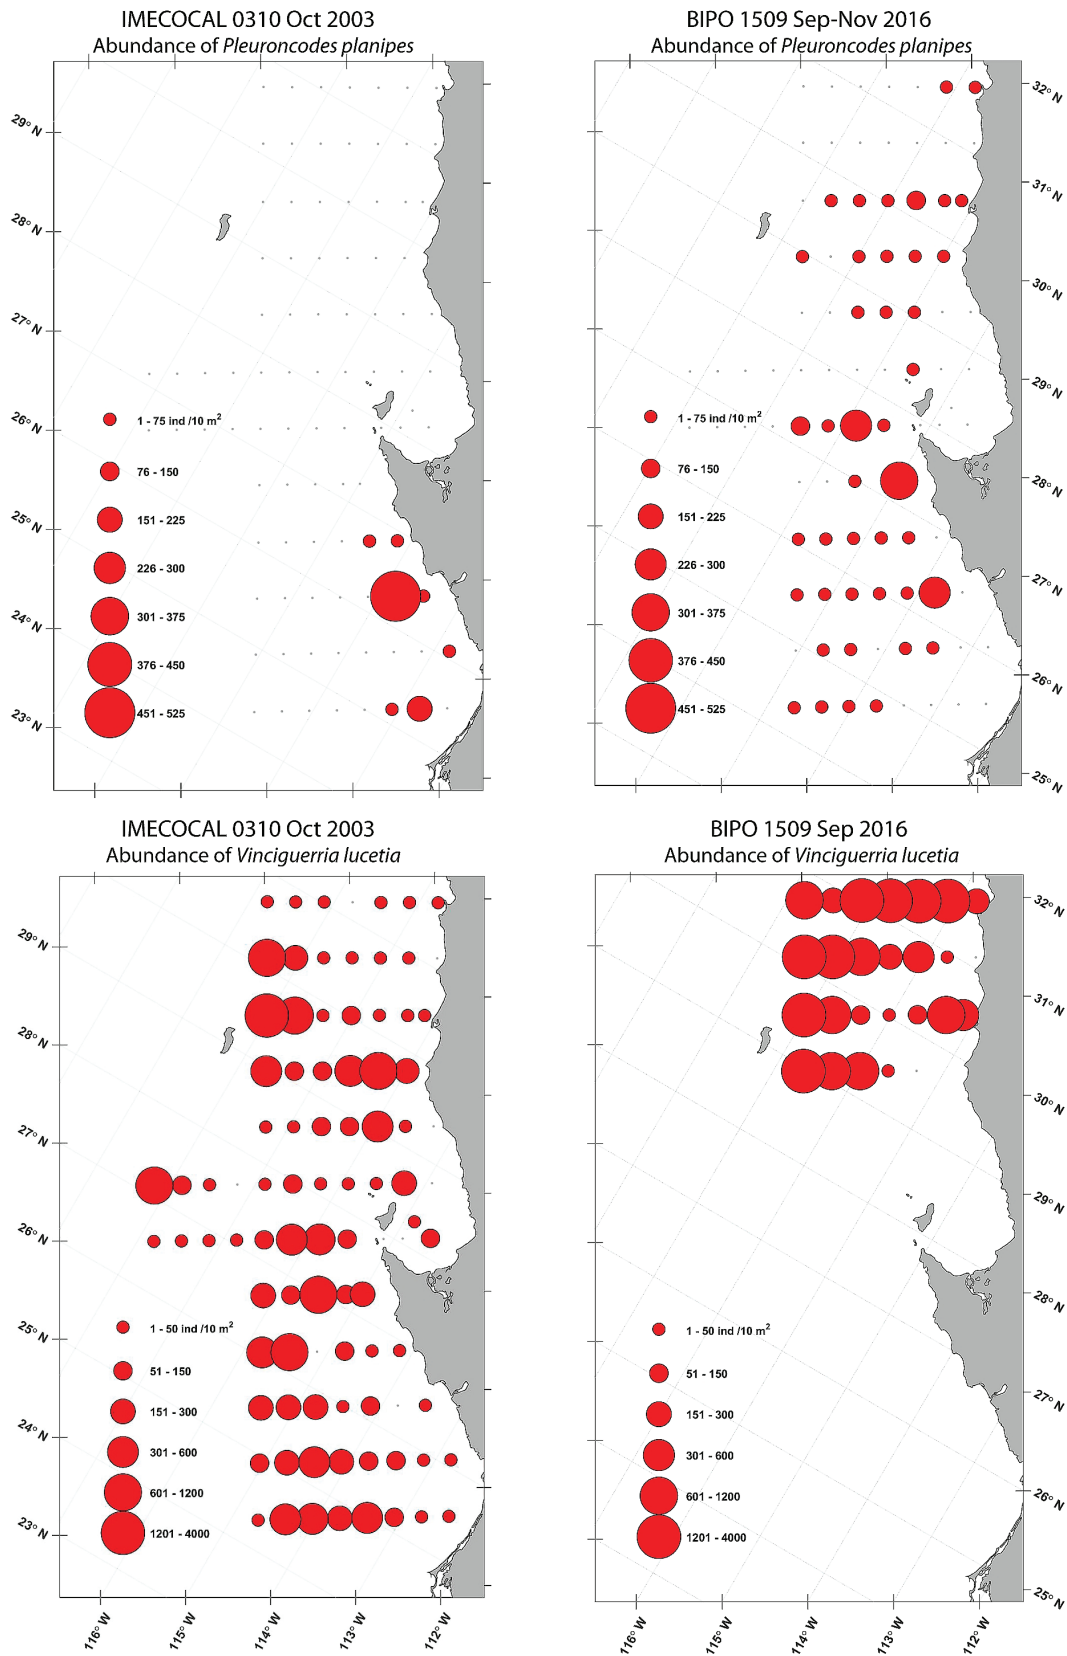 IMECOCAL 0310 Oct 2003
Abundance of Pleuroncodes planipes
29° N
28° N
27° N
26° N
25° N
24° N
23° N
1 - 75 ind /10 m²
76 - 150
151 - 225
226 - 300
301 - 375
376 - 450
451 - 525
BIPO 1509 Sep-Nov 2016
Abundance of Pleuroncodes planipes
1 - 75 ind /10 m²
76 - 150
151 - 225
226 - 300
301 - 375
376 - 450
451 - 525
32° N
31° N
30° N
29° N
28° N
27° N
26° N
25° N
IMECOCAL 0310 Oct 2003
Abundance of Vinciguerria lucetia
29° N
28° N
27° N
26° N
25° N
24° N
23° N
1 - 50 ind /10 m²
51 - 150
151 - 300
301 - 600
601 - 1200
1201 - 4000
116° W
115° W
114° W
113° W
112° W
BIPO 1509 Sep 2016
Abundance of Vinciguerria lucetia
1 - 50 ind /10 m²
51 - 150
151 - 300
301 - 600
601 - 1200
1201 - 4000
32° N
31° N
30° N
29° N
28° N
27° N
26° N
25° N
116° W
115° W
114° W
113° W
112° W